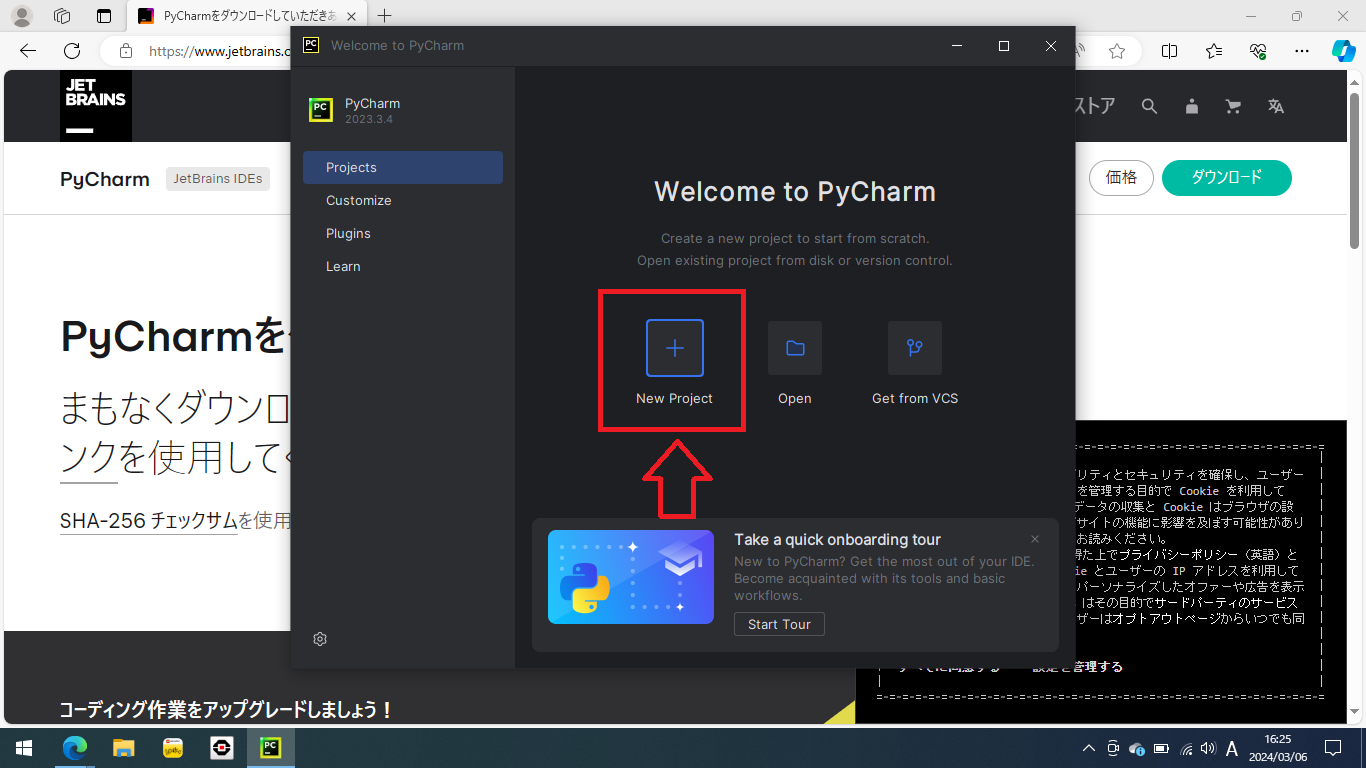 PyCharmをダウンロードしていただきあ
https://www.jetbrains.c
PC Welcome to PyCharm
JET
BRAINS
ストア
PyCharm
JetBrains IDEs
価格
ダウンロード
PyCharmを
まもなくダウンロ
ンクを使用して
SHA-256 チェックサムを使用
コーディング作業をアップグレードしましょう！
PC
PyCharm
2023.3.4
Projects
Customize
Plugins
Learn
Welcome to PyCharm
Create a new project to start from scratch.
Open existing project from disk or version control.
New Project
Open
Get from VCS
Take a quick onboarding tour
New to PyCharm? Get the most out of your IDE.
Become acquainted with its tools and basic
workflows.
Start Tour
リティとセキュリティを確保し、ユーザー
を管理する目的で Cookie を利用して
データの収集と Cookie はブラウザの設
サイトの機能に影響を及ぼす可能性があり
お読みください。
得た上でプライバシーポリシー（英語）と
ie とユーザーの IP アドレスを利用して
パーソナライズしたオファーや広告を表示
はその目的でサードパーティのサービス
ザーはオプトアウトページからいつでも同
すべてに同意する
設定を管理する
PC
A
16:25
2024/03/06